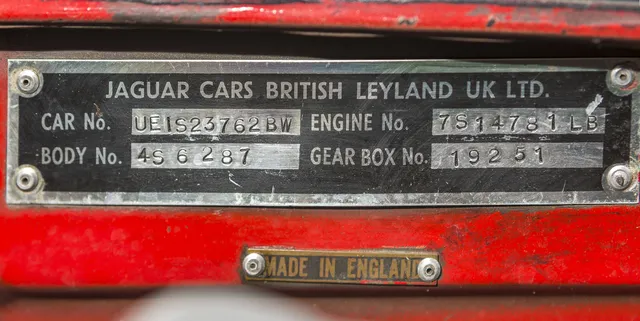 JAGUAR CARS BRITISH LEYLAND UK LTD.
CAR No. UE1S23762BW ENGINE No. 7S14781LB
BODY No. 4S6287 GEAR BOX No. 19251
MADE IN ENGLAND